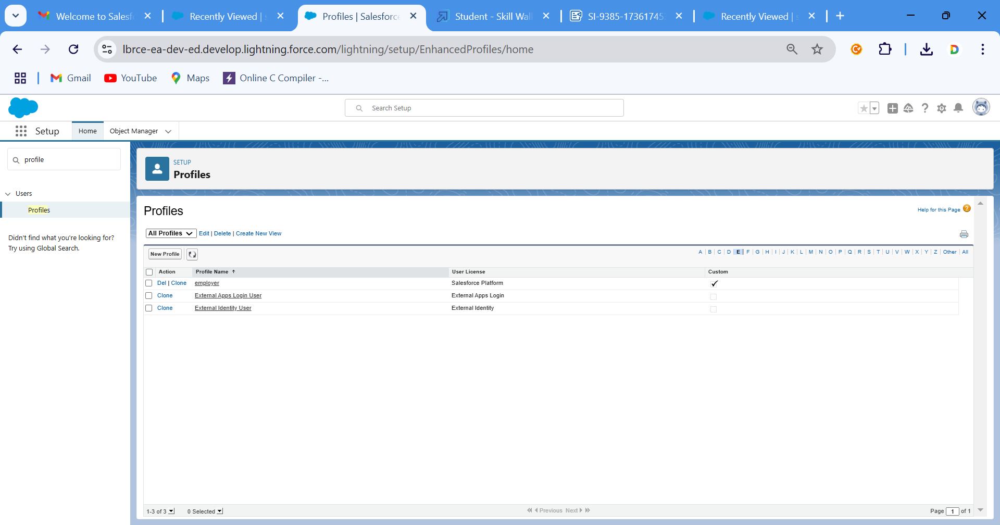 Welcome to Salesf
Recently Viewed |
Profiles | Salesforce
Student - Skill Wal
SI-9385-17361745
Recently Viewed |
lbrce-ea-dev-ed.develop.lightning.force.com/lightning/setup/EnhancedProfiles/home
Gmail
YouTube
Maps
Online C Compiler -...
Search Setup
Setup
Home
Object Manager
profile
Users
Profiles
Didn't find what you're looking for?
Try using Global Search.
SETUP
Profiles
Profiles
Help for this Page ?
All Profiles Edit | Delete | Create New View
New Profile
A | B | C | D | E | F | G | H | I | J | K | L | M | N | O | P | Q | R | S | T | U | V | W | X | Y | Z | Other | All
Action Profile Name ↑ User License Custom
Del | Clone employer Salesforce Platform
Clone External Apps Login User External Apps Login
Clone External Identity User External Identity
1-3 of 3 0 Selected Previous Next Page 1 of 1